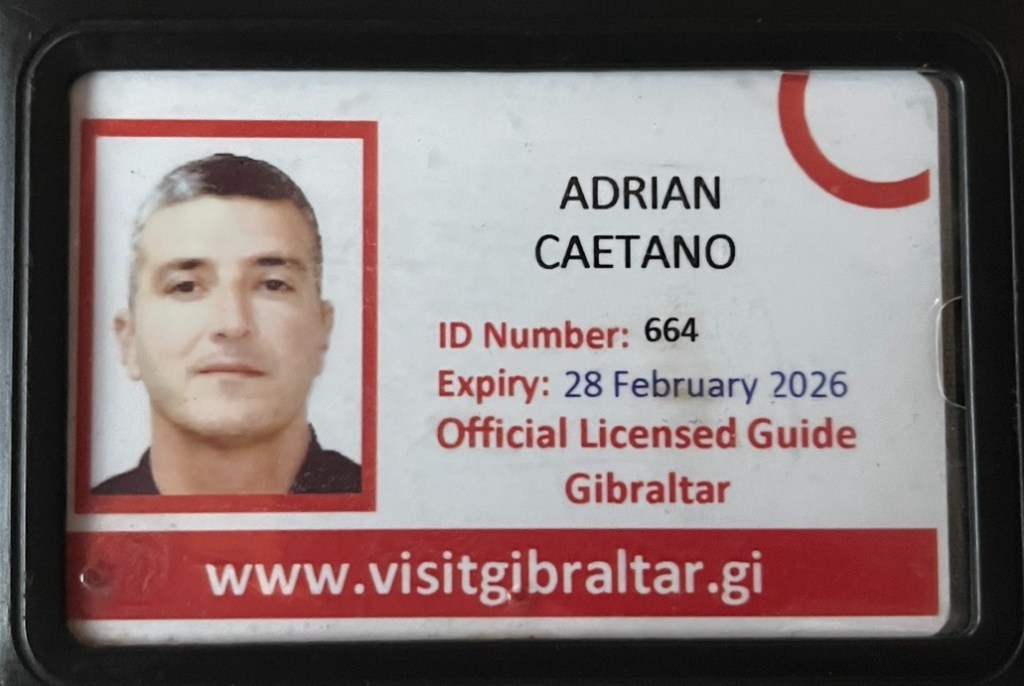 ADRIAN
CAETANO
ID Number: 664
Expiry: 28 February 2026
Official Licensed Guide
Gibraltar
www.visitgibraltar.gi